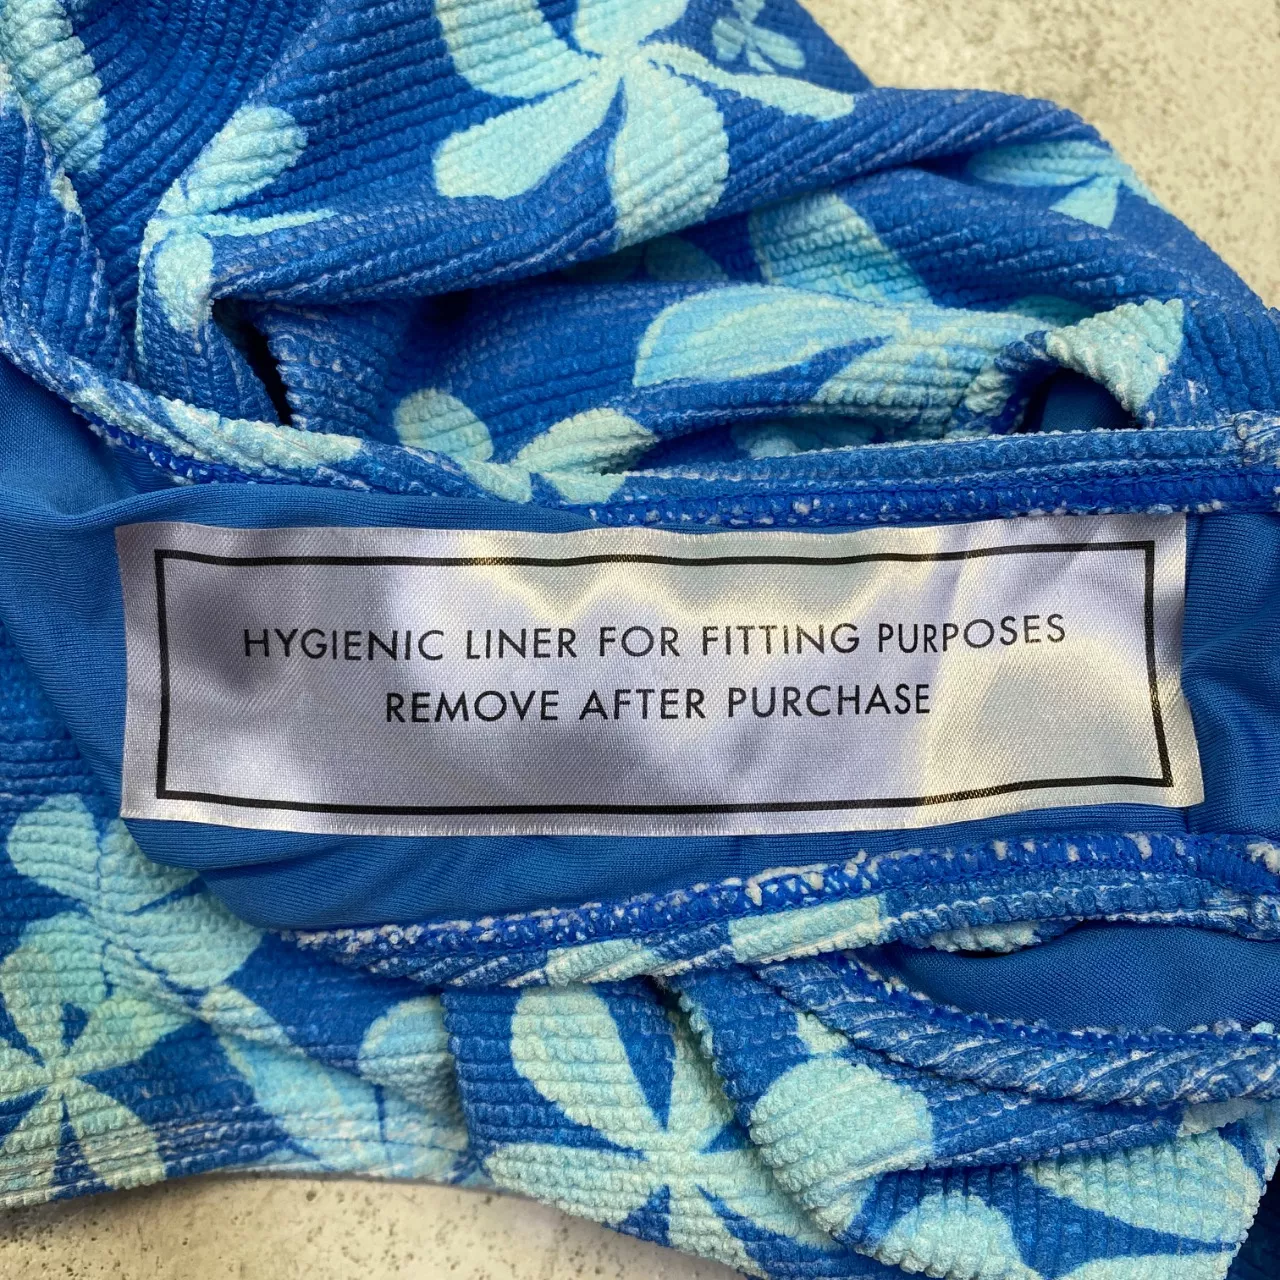 HYGIENIC LINER FOR FITTING PURPOSES
REMOVE AFTER PURCHASE